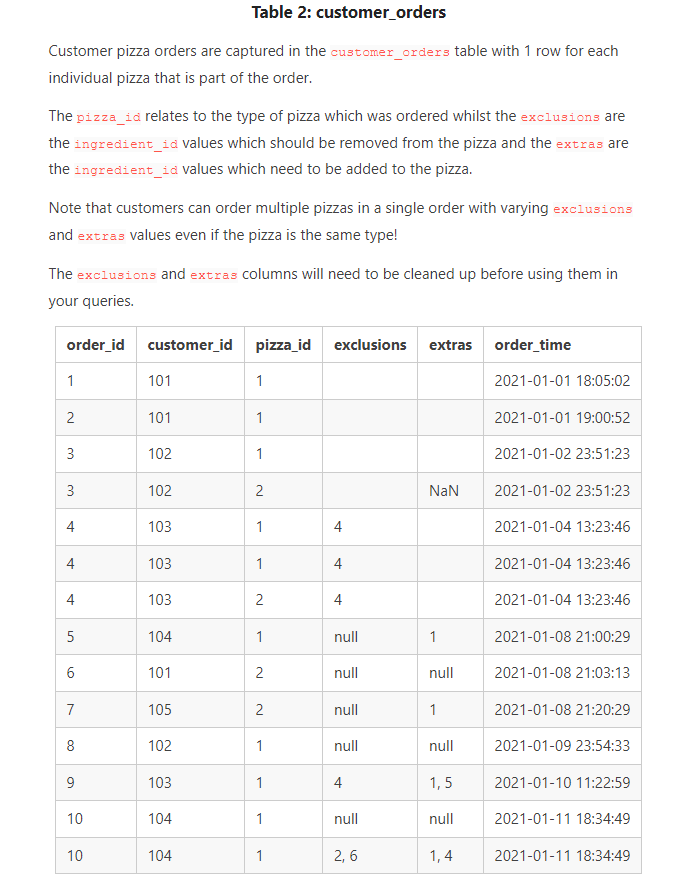 Table 2: customer_orders
Customer pizza orders are captured in the customer_orders table with 1 row for each
individual pizza that is part of the order.
The pizza_id relates to the type of pizza which was ordered whilst the exclusions are
the ingredient_id values which should be removed from the pizza and the extras are
the ingredient_id values which need to be added to the pizza.
Note that customers can order multiple pizzas in a single order with varying exclusions
and extras values even if the pizza is the same type!
The exclusions and extras columns will need to be cleaned up before using them in
your queries.
order_id customer_id pizza_id exclusions extras order_time
1 101 1 2021-01-01 18:05:02
2 101 1 2021-01-01 19:00:52
3 102 1 2021-01-02 23:51:23
3 102 2 NaN 2021-01-02 23:51:23
4 103 1 4 2021-01-04 13:23:46
4 103 1 4 2021-01-04 13:23:46
4 103 2 4 2021-01-04 13:23:46
5 104 1 null 1 2021-01-08 21:00:29
6 101 2 null null 2021-01-08 21:03:13
7 105 2 null 1 2021-01-08 21:20:29
8 102 1 null null 2021-01-09 23:54:33
9 103 1 4 1, 5 2021-01-10 11:22:59
10 104 1 null null 2021-01-11 18:34:49
10 104 1 2, 6 1, 4 2021-01-11 18:34:49